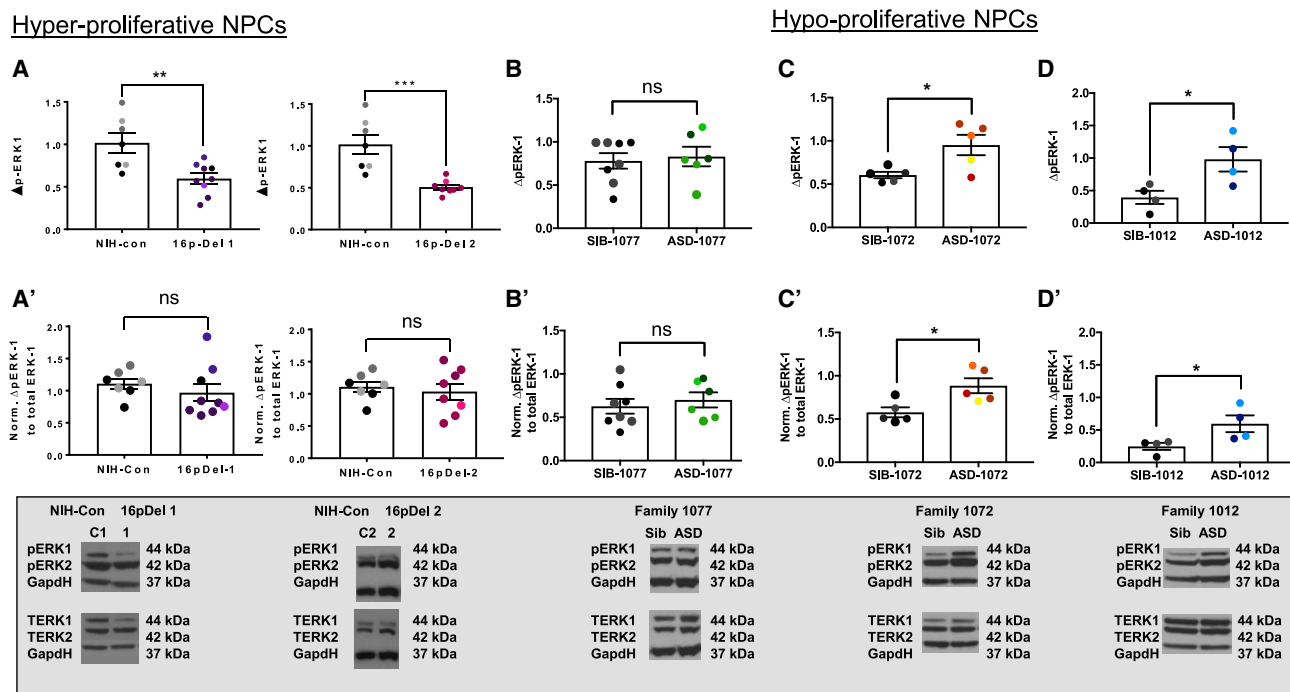 Hyper-proliferative NPCs
Hypo-proliferative NPCs
A
▲p-ERK1
1.5
1.0
0.5
0.0
**
NIH-con 16p-Del 1
▲p-ERK1
1.5
1.0
0.5
0.0
***
NIH-con 16p-Del 2
B
ΔpERK-1
1.5
1.0
0.5
0.0
ns
SIB-1077 ASD-1077
C
ΔpERK-1
1.5
1.0
0.5
0.0
*
SIB-1072 ASD-1072
D
ΔpERK-1
2.0
1.5
1.0
0.5
0.0
*
SIB-1012 ASD-1012
A'
Norm. ΔpERK-1
to total ERK-1
2.0
1.5
1.0
0.5
0.0
ns
NIH-Con 16pDel-1
Norm. ΔpERK-1
to total ERK-1
2.0
1.5
1.0
0.5
0.0
ns
NIH-Con 16pDel-2
B'
Norm. ΔpERK-1
to total ERK-1
1.5
1.0
0.5
0.0
ns
SIB-1077 ASD-1077
C'
Norm. ΔpERK-1
to total ERK-1
1.5
1.0
0.5
0.0
*
SIB-1072 ASD-1072
D'
Norm. ΔpERK-1
to total ERK-1
1.5
1.0
0.5
0.0
*
SIB-1012 ASD-1012
NIH-Con 16pDel 1
C1 1
pERK1 44 kDa
pERK2 42 kDa
GapdH 37 kDa
TERK1 44 kDa
TERK2 42 kDa
GapdH 37 kDa
NIH-Con 16pDel 2
C2 2
pERK1 44 kDa
pERK2 42 kDa
GapdH 37 kDa
TERK1 44 kDa
TERK2 42 kDa
GapdH 37 kDa
Family 1077
Sib ASD
pERK1 44 kDa
pERK2 42 kDa
GapdH 37 kDa
TERK1 44 kDa
TERK2 42 kDa
GapdH 37 kDa
Family 1072
Sib ASD
pERK1 44 kDa
pERK2 42 kDa
GapdH 37 kDa
TERK1 44 kDa
TERK2 42 kDa
GapdH 37 kDa
Family 1012
Sib ASD
pERK1 44 kDa
pERK2 42 kDa
GapdH 37 kDa
TERK1 44 kDa
TERK2 42 kDa
GapdH 37 kDa